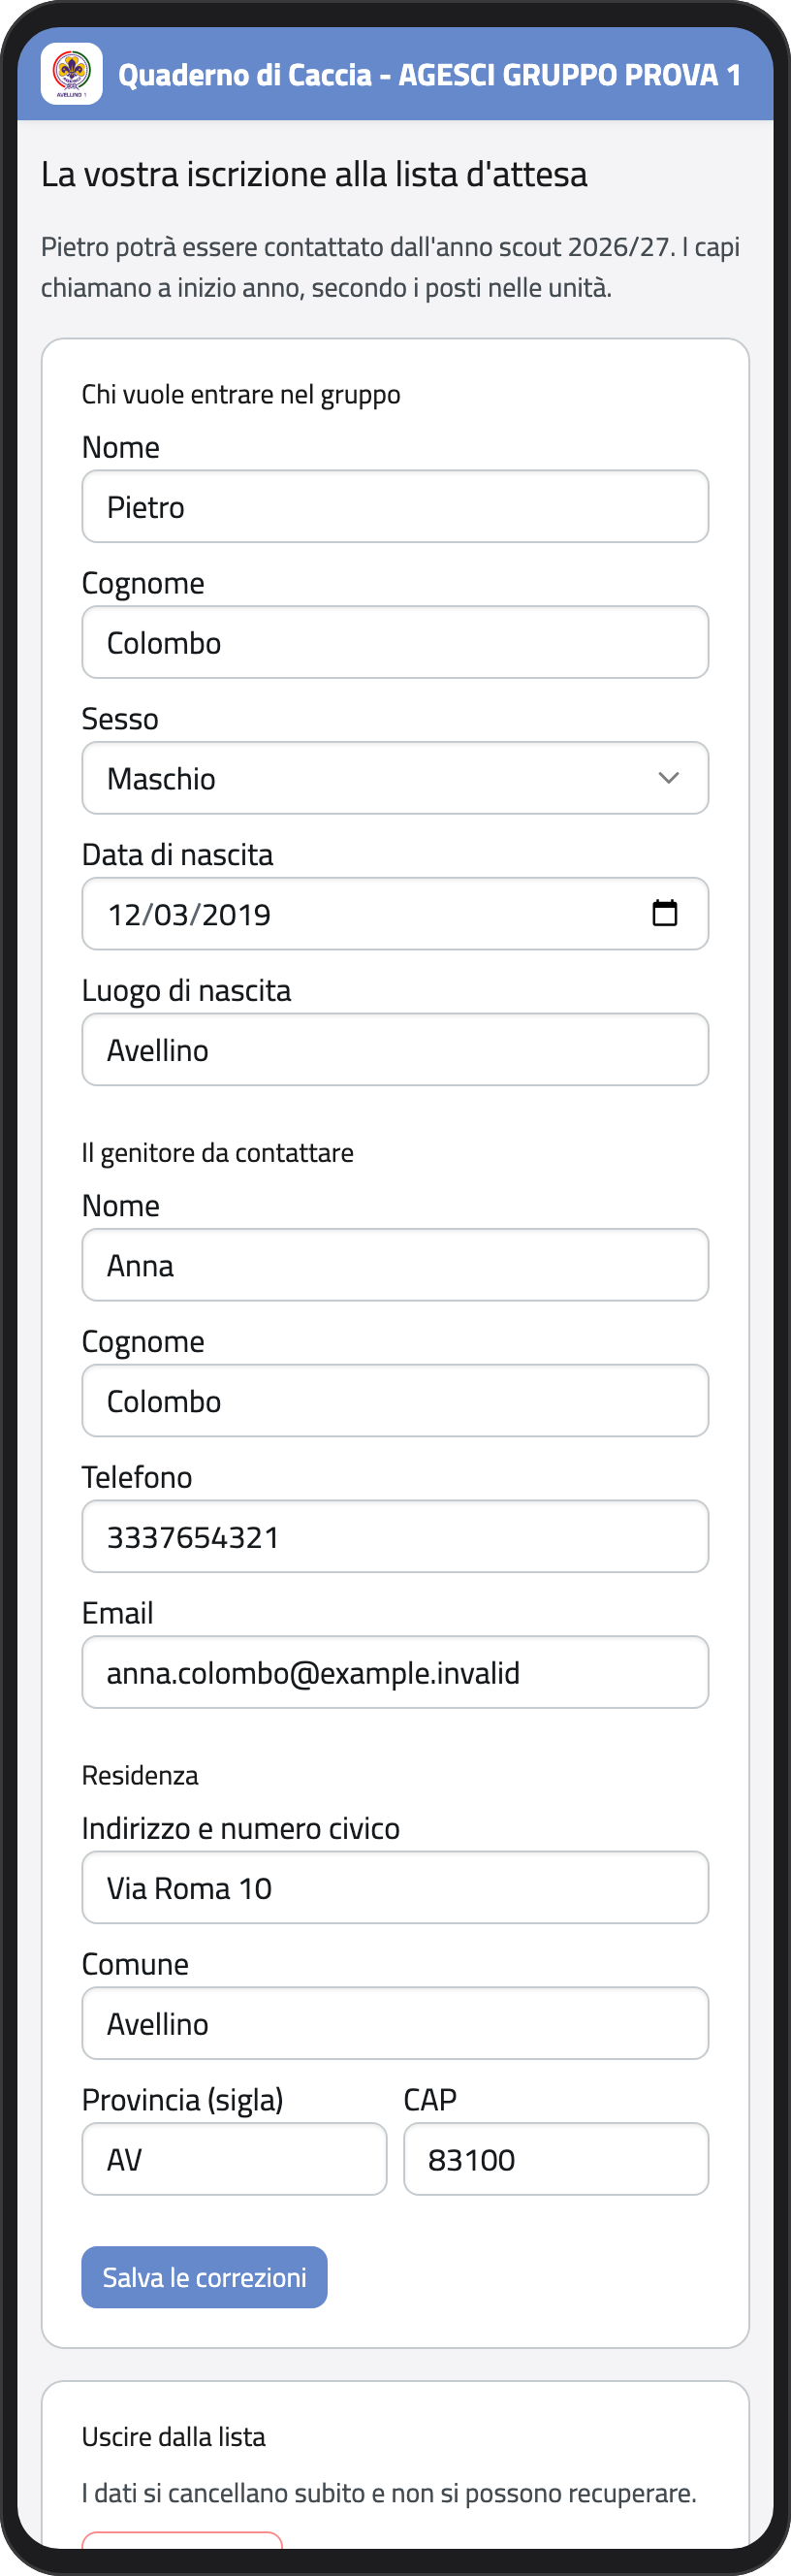 AVELLINO 1
Quaderno di Caccia - AGESCI GRUPPO PROVA 1
La vostra iscrizione alla lista d'attesa
Pietro potrà essere contattato dall'anno scout 2026/27. I capi
chiamano a inizio anno, secondo i posti nelle unità.
Chi vuole entrare nel gruppo
Nome
Pietro
Cognome
Colombo
Sesso
Maschio
Data di nascita
12/03/2019
Luogo di nascita
Avellino
Il genitore da contattare
Nome
Anna
Cognome
Colombo
Telefono
3337654321
Email
anna.colombo@example.invalid
Residenza
Indirizzo e numero civico
Via Roma 10
Comune
Avellino
Provincia (sigla) CAP
AV 83100
Salva le correzioni
Uscire dalla lista
I dati si cancellano subito e non si possono recuperare.